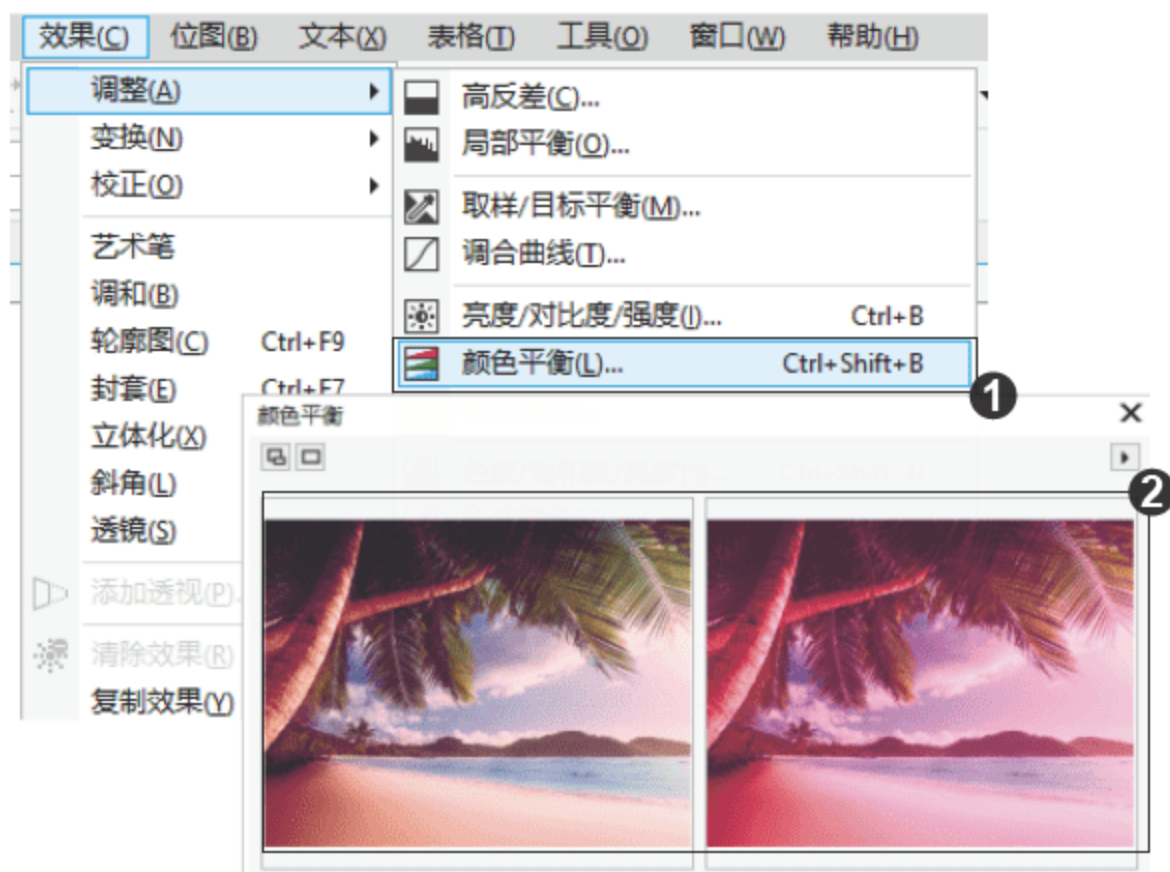 效果(C) 位图(B) 文本(X) 表格(T) 工具(O) 窗口(W) 帮助(H)
调整(A)
变换(N)
校正(O)
艺术笔
调和(B)
轮廓图(C) Ctrl+F9
封套(E) Ctrl+F7
立体化(X)
斜角(L)
透镜(S)
添加透视(P).
清除效果(R)
复制效果(Y)
高反差(C)...
局部平衡(O)...
取样/目标平衡(M)...
调合曲线(T)...
亮度/对比度/强度(I)... Ctrl+B
颜色平衡(L)... Ctrl+Shift+B
1
颜色平衡
2